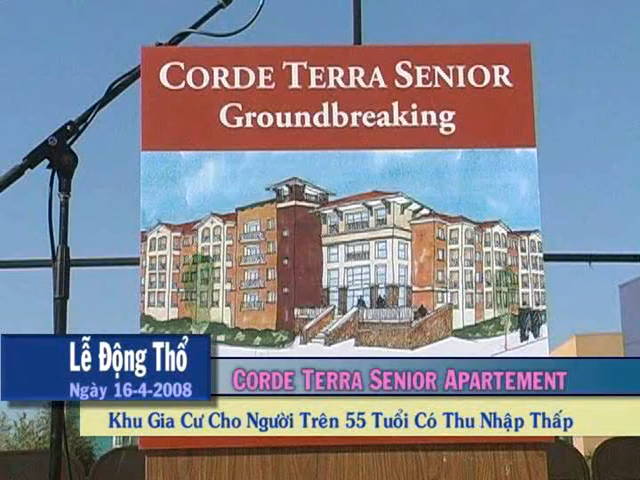 CORDE TERRA SENIOR
Groundbreaking
Lễ Động Thổ
Ngày 16-4-2008
CORDE TERRA SENIOR APARTEMENT
Khu Gia Cư Cho Người Trên 55 Tuổi Có Thu Nhập Thấp